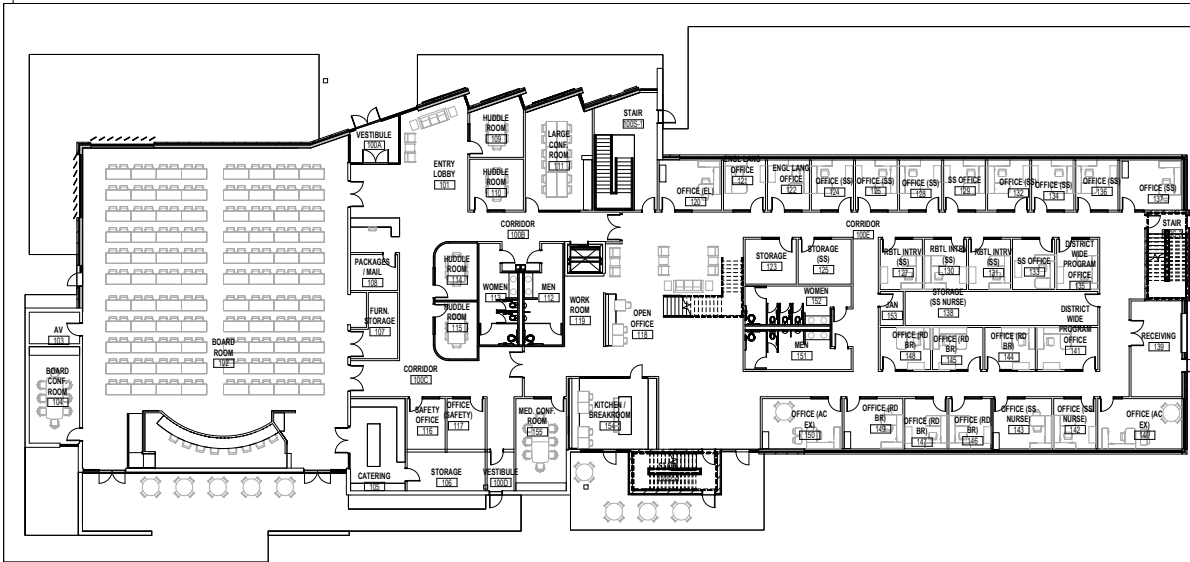 VESTIBULE
100A
ENTRY
LOBBY
101
HUDDLE
ROOM
109
HUDDLE
ROOM
110
LARGE
CONF.
ROOM
111
STAIR
100S-1
OFFICE (EL)
120
ENGL LANG
OFFICE
121
ENGL LANG
OFFICE
122
OFFICE (SS)
124
OFFICE (SS)
126
OFFICE (SS)
128
SS OFFICE
129
OFFICE (SS)
132
OFFICE (SS)
134
OFFICE (SS)
136
OFFICE (SS)
137
STAIR
CORRIDOR
100B
CORRIDOR
100E
PACKAGES
/ MAIL
108
FURN.
STORAGE
107
HUDDLE
ROOM
114
HUDDLE
ROOM
115
WOMEN
113
MEN
112
WORK
ROOM
119
OPEN
OFFICE
118
STORAGE
123
STORAGE
(SS)
125
WOMEN
152
MEN
151
RBTL INTRV
(SS)
127
RBTL INTRV
(SS)
130
RBTL INTRV
(SS)
131
SS OFFICE
133
DISTRICT
WIDE
PROGRAM
OFFICE
135
JAN
153
STORAGE
(SS NURSE)
138
DISTRICT
WIDE
PROGRAM
OFFICE
141
OFFICE (RD
BR)
148
OFFICE (RD
BR)
145
OFFICE (RD
BR)
144
RECEIVING
139
AV
103
BOARD
CONF.
ROOM
104
BOARD
ROOM
102
CORRIDOR
100C
SAFETY
OFFICE
116
OFFICE
(SAFETY)
117
MED. CONF.
ROOM
155
KITCHEN /
BREAKROOM
154
OFFICE (AC
EX)
150
OFFICE (RD
BR)
149
OFFICE (RD
BR)
147
OFFICE (RD
BR)
146
OFFICE (SS
NURSE)
143
OFFICE (SS
NURSE)
142
OFFICE (AC
EX)
140
CATERING
105
STORAGE
106
VESTIBULE
100D